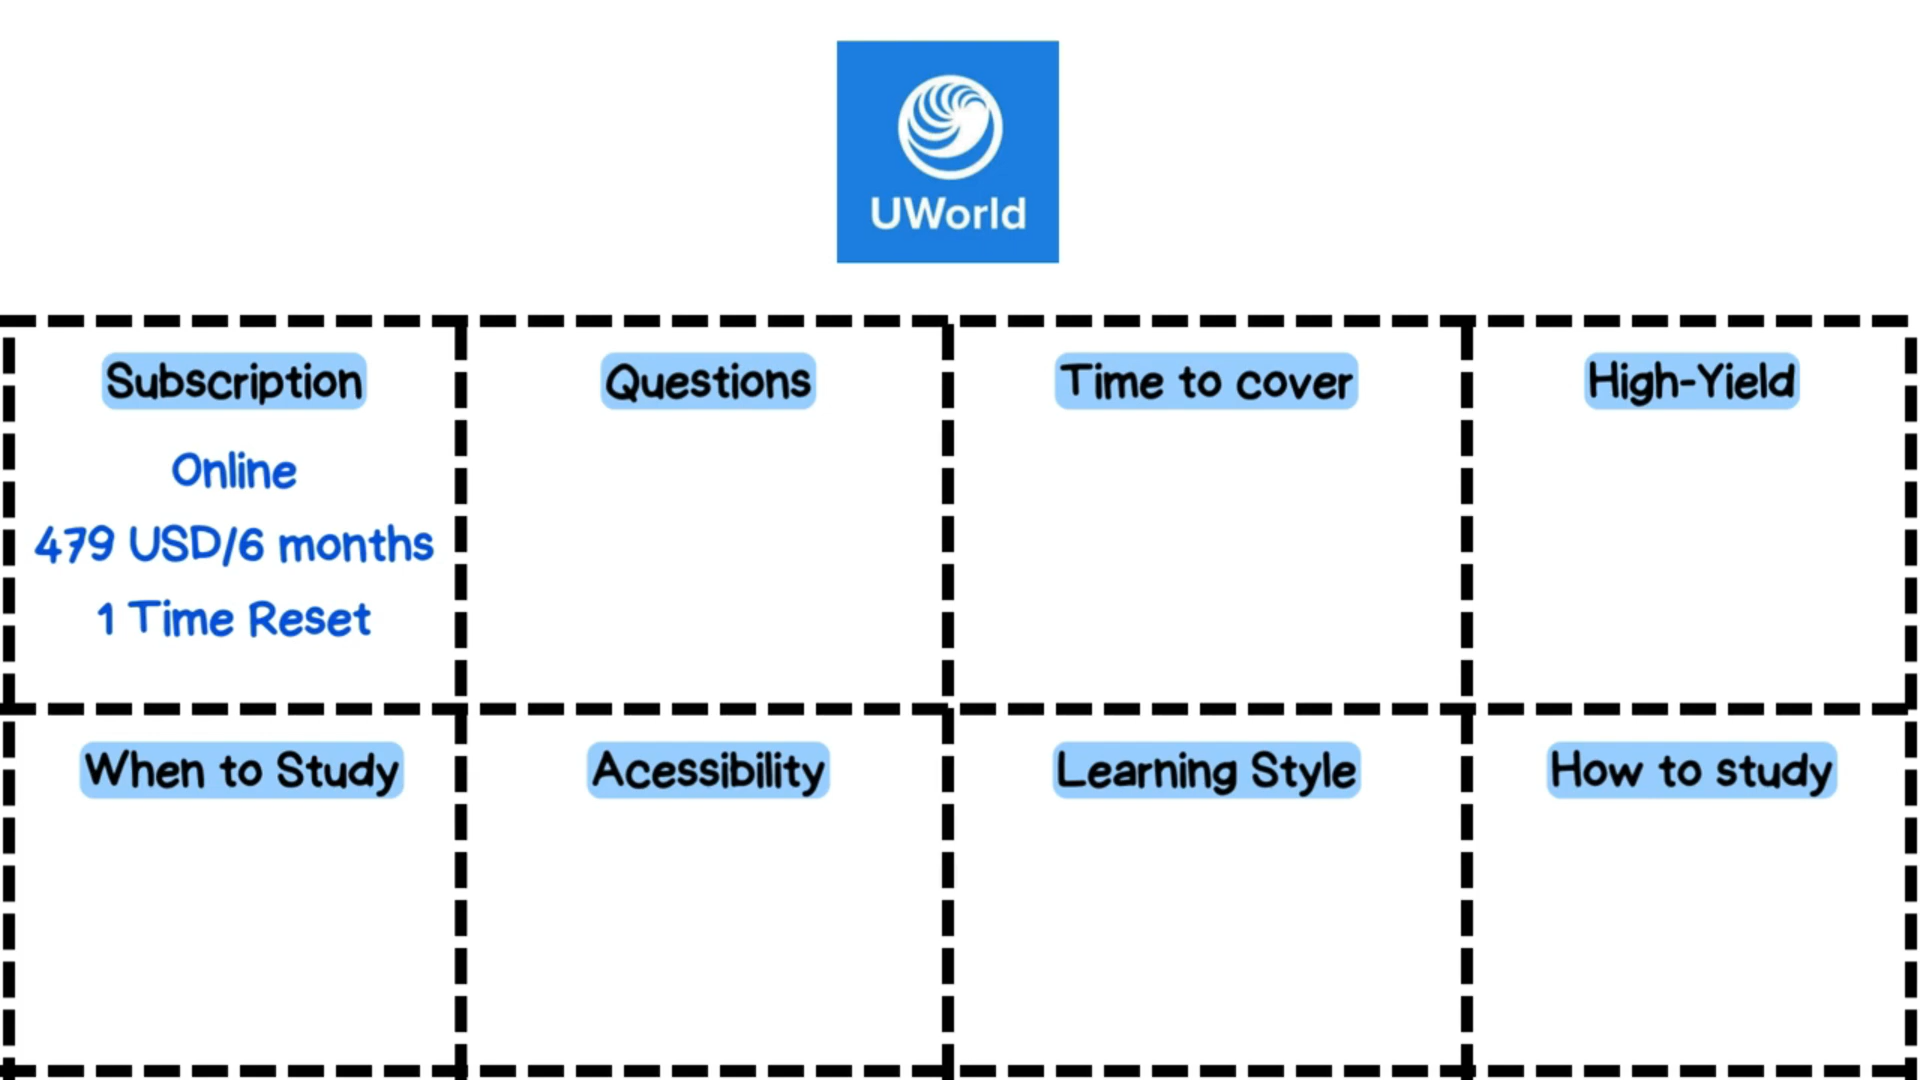 UWorld
Subscription
Online
479 USD/6 months
1 Time Reset
Questions
Time to cover
High-Yield
When to Study
Acessibility
Learning Style
How to study